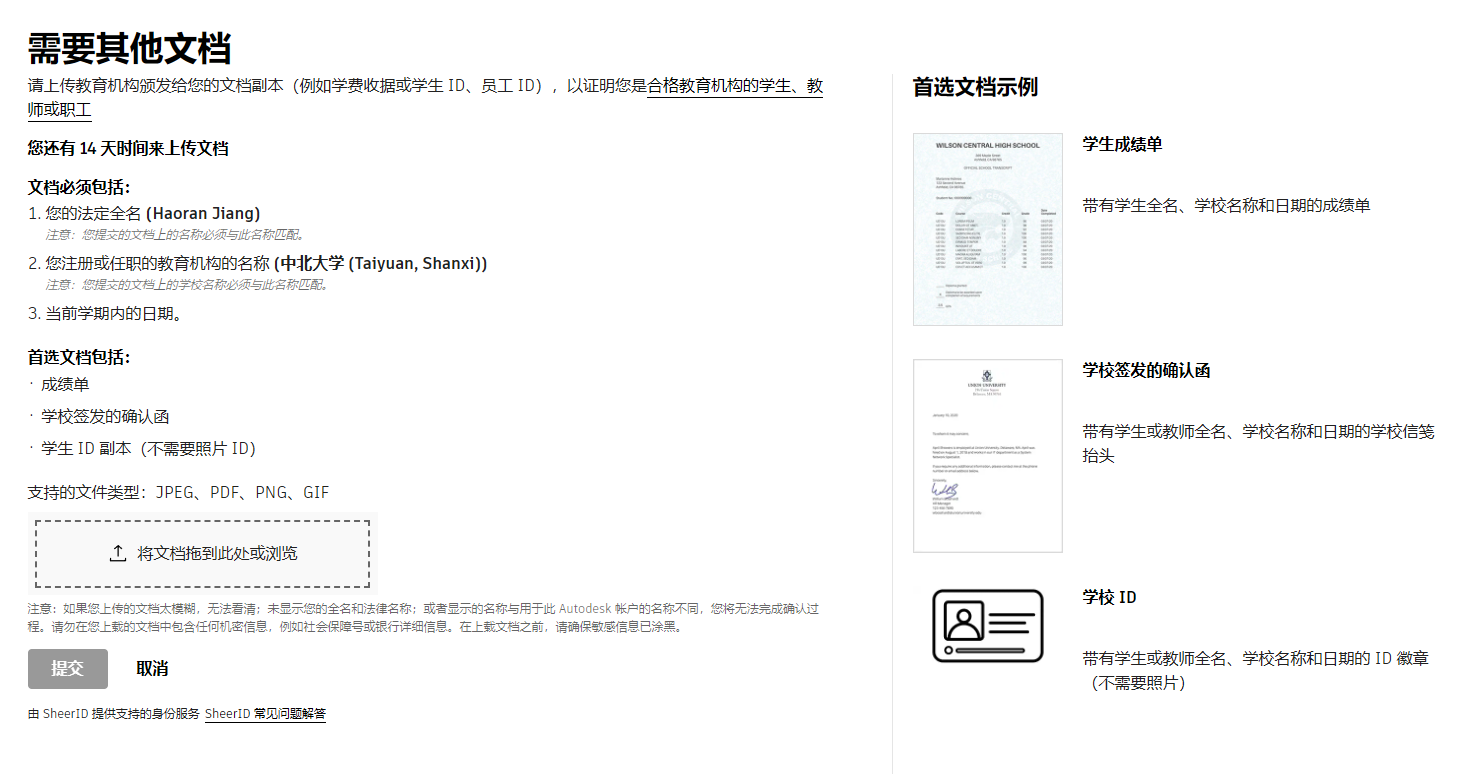 需要其他文档
请上传教育机构颁发给您的文档副本（例如学费收据或学生 ID、员工 ID），以证明您是合格教育机构的学生、教
师或职工
您还有 14 天时间来上传文档
文档必须包括：
1. 您的法定全名 (Haoran Jiang)
注意：您提交的文档上的名称必须与此名称匹配。
2. 您注册或任职的教育机构的名称 (中北大学 (Taiyuan, Shanxi))
注意：您提交的文档上的学校名称必须与此名称匹配。
3. 当前学期内的日期。
首选文档包括：
· 成绩单
· 学校签发的确认函
· 学生 ID 副本（不需要照片 ID）
支持的文件类型：JPEG、PDF、PNG、GIF
将文档拖到此处或浏览
注意：如果您上传的文档太模糊，无法看清；未显示您的全名和法律名称；或者显示的名称与用于此 Autodesk 帐户的名称不同，您将无法完成确认过
程。请勿在您上载的文档中包含任何机密信息，例如社会保障号或银行详细信息。在上载文档之前，请确保敏感信息已涂黑。
提交
取消
由 SheerID 提供支持的身份服务 SheerID 常见问题解答
首选文档示例
WILSON CENTRAL HIGH SCHOOL
OFFICIAL SCHOOL TRANSCRIPT
学生成绩单
带有学生全名、学校名称和日期的成绩单
UNION UNIVERSITY
学校签发的确认函
带有学生或教师全名、学校名称和日期的学校信笺
抬头
学校 ID
带有学生或教师全名、学校名称和日期的 ID 徽章
（不需要照片）